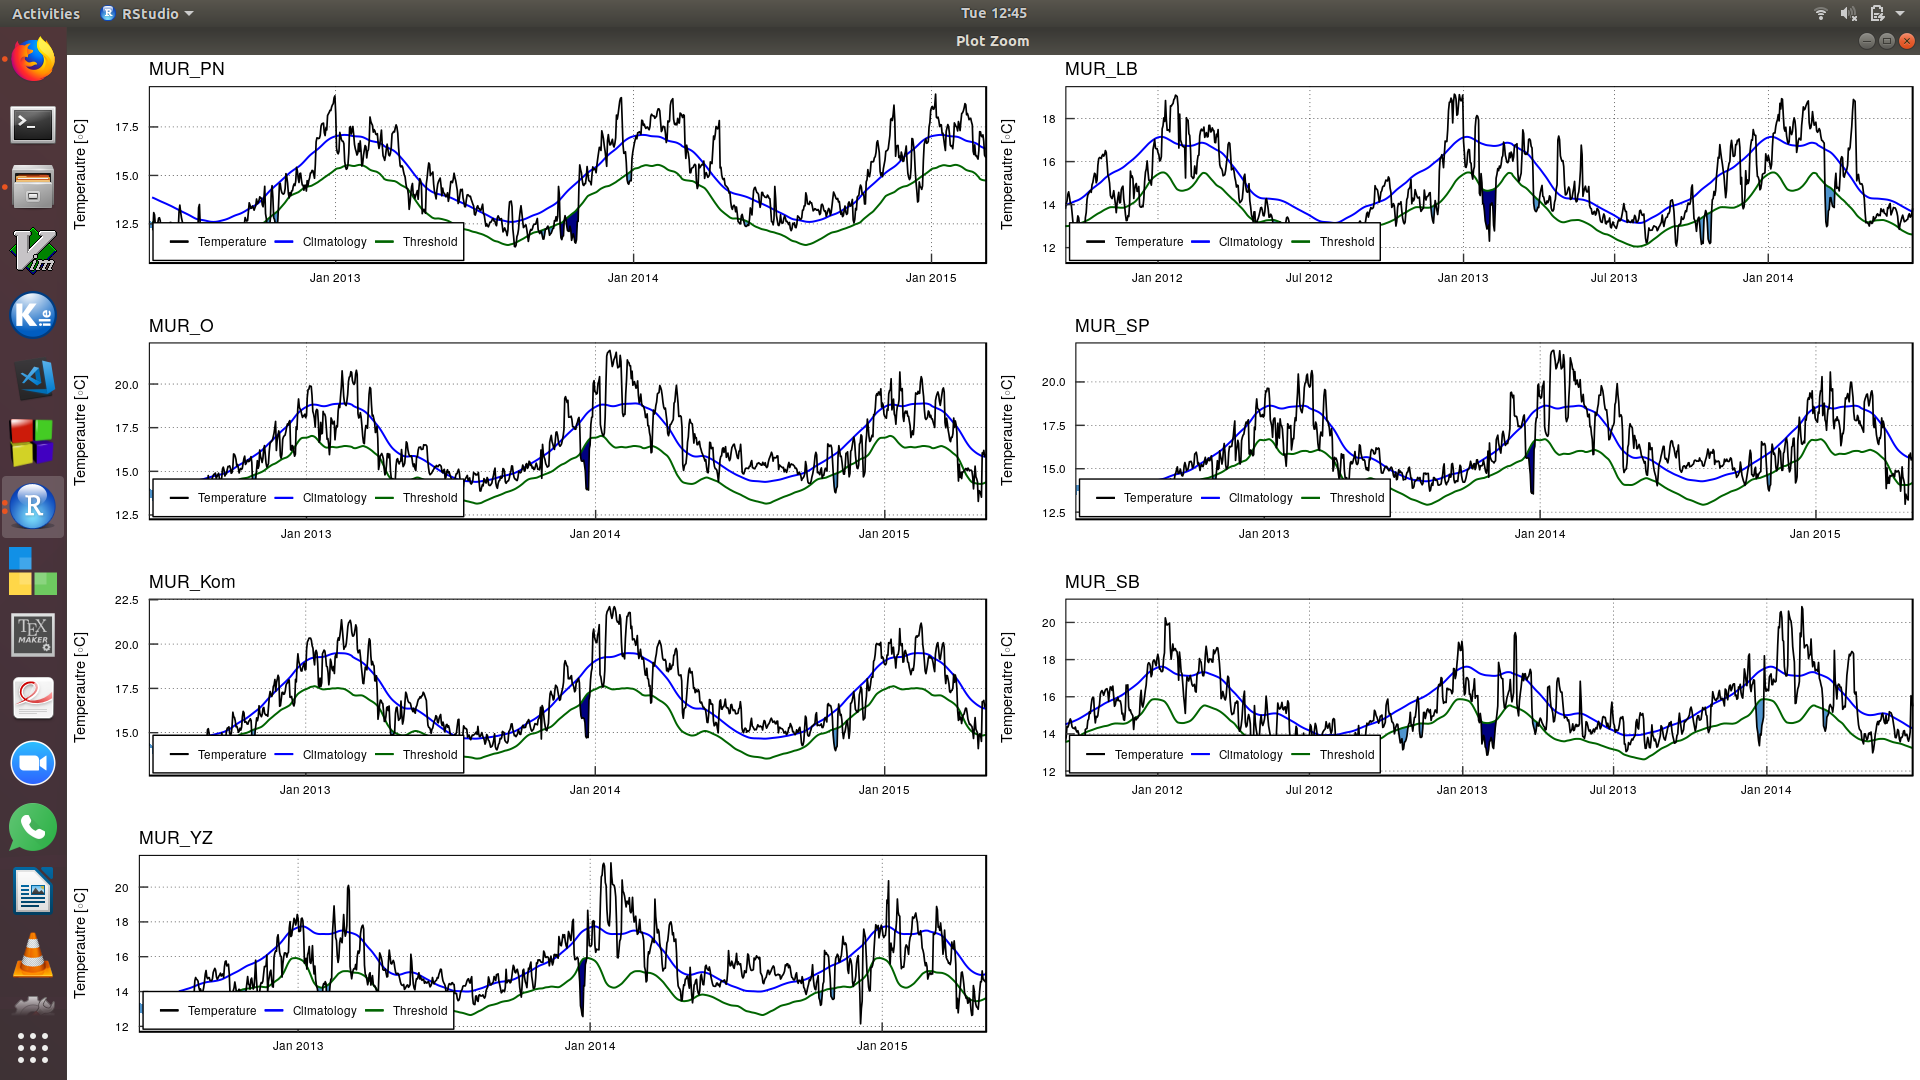 Activities RStudio Tue 12:45
Plot Zoom
MUR_PN
Temperautre [◦C]
17.5
15.0
12.5
Temperature Climatology Threshold
Jan 2013 Jan 2014 Jan 2015
MUR_LB
Temperautre [◦C]
18
16
14
12
Temperature Climatology Threshold
Jan 2012 Jul 2012 Jan 2013 Jul 2013 Jan 2014
MUR_O
Temperautre [◦C]
20.0
17.5
15.0
12.5
Temperature Climatology Threshold
Jan 2013 Jan 2014 Jan 2015
MUR_SP
Temperautre [◦C]
20.0
17.5
15.0
12.5
Temperature Climatology Threshold
Jan 2013 Jan 2014 Jan 2015
MUR_Kom
Temperautre [◦C]
22.5
20.0
17.5
15.0
Temperature Climatology Threshold
Jan 2013 Jan 2014 Jan 2015
MUR_SB
Temperautre [◦C]
20
18
16
14
12
Temperature Climatology Threshold
Jan 2012 Jul 2012 Jan 2013 Jul 2013 Jan 2014
MUR_YZ
Temperautre [◦C]
20
18
16
14
12
Temperature Climatology Threshold
Jan 2013 Jan 2014 Jan 2015
>_
Vim
Kile
R
TEX
MAKER